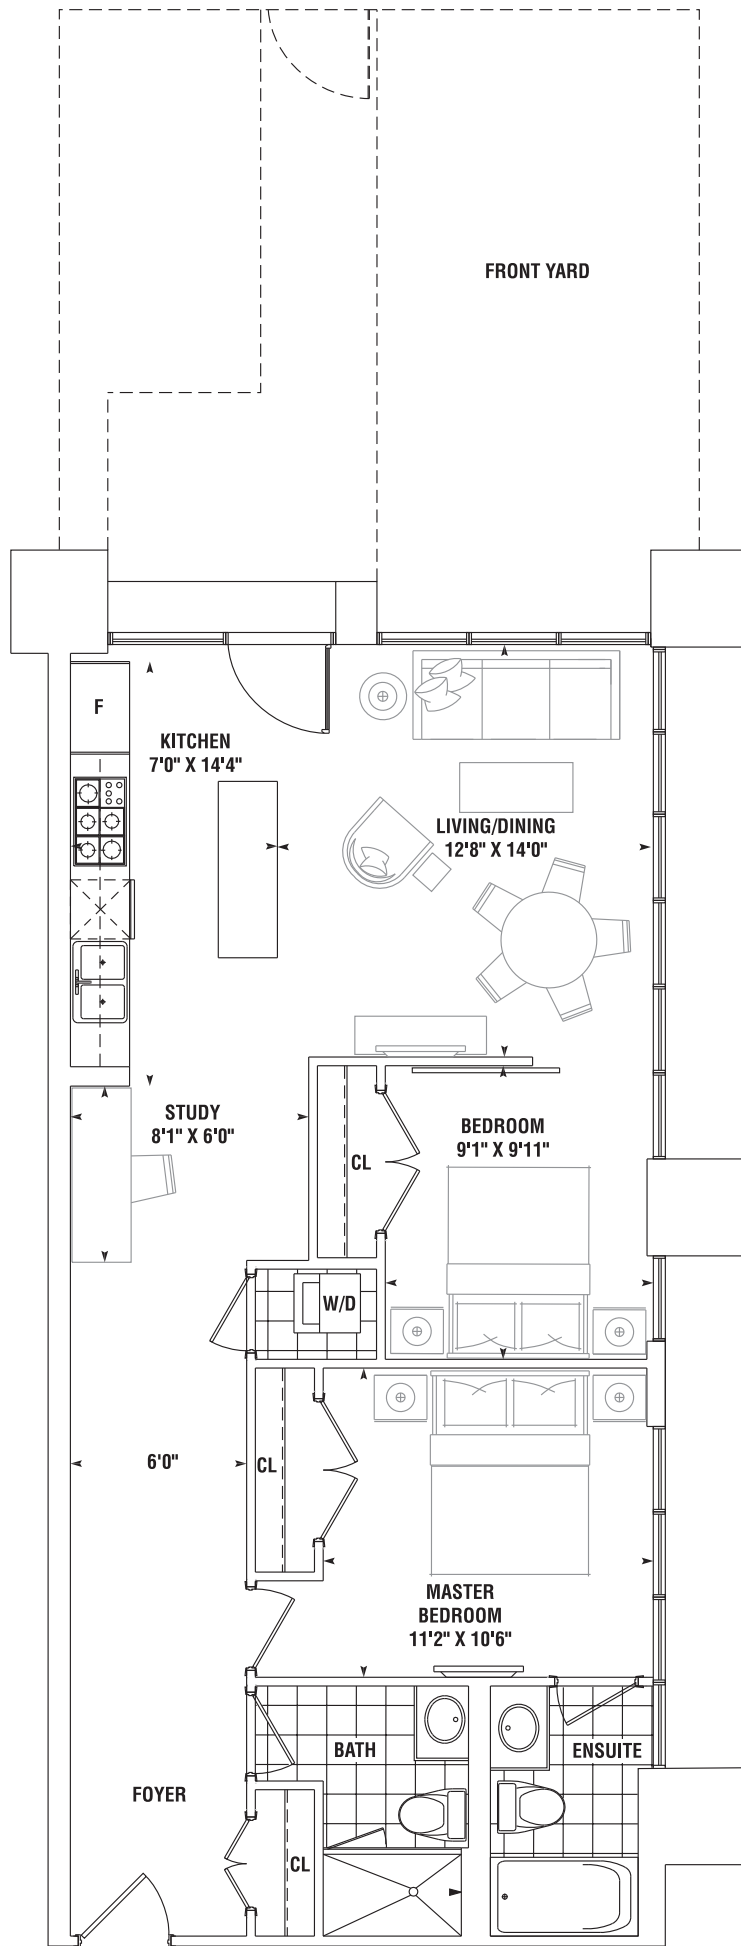 FRONT YARD
F
KITCHEN
7'0" X 14'4"
LIVING/DINING
12'8" X 14'0"
STUDY
8'1" X 6'0"
BEDROOM
9'1" X 9'11"
CL
W/D
6'0"
CL
MASTER
BEDROOM
11'2" X 10'6"
BATH
ENSUITE
FOYER
CL